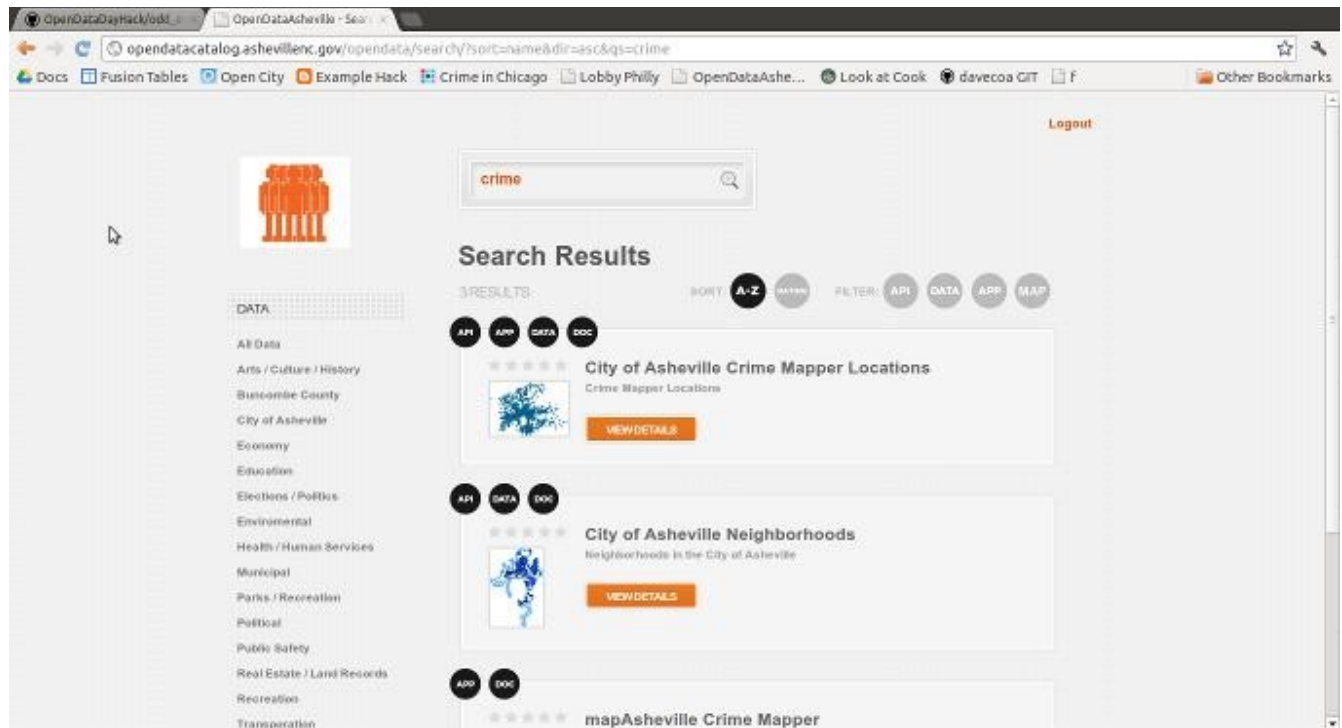 OpenDataDayHack/odd_
OpenDataAsheville - Sear
opendatacatalog.ashevillenc.gov/opendata/search/?sort=name&dir=asc&qs=crime
Docs Fusion Tables Open City Example Hack Crime in Chicago Lobby Philly OpenDataAshe... Look at Cook davecoa GIT f Other Bookmarks
Logout
crime
Search Results
3 RESULTS SORT: A-Z FILTER: API DATA APP MAP
DATA
All Data
Arts / Culture / History
Buncombe County
City of Asheville
Economy
Education
Elections / Politics
Enviromental
Health / Human Services
Municipal
Parks / Recreation
Political
Public Safety
Real Estate / Land Records
Recreation
Transperation
API APP DATA DOC
City of Asheville Crime Mapper Locations
Crime Mapper Locations
VIEW DETAILS
API DATA DOC
City of Asheville Neighborhoods
Neighborhoods in the City of Asheville
VIEW DETAILS
APP DOC
mapAsheville Crime Mapper